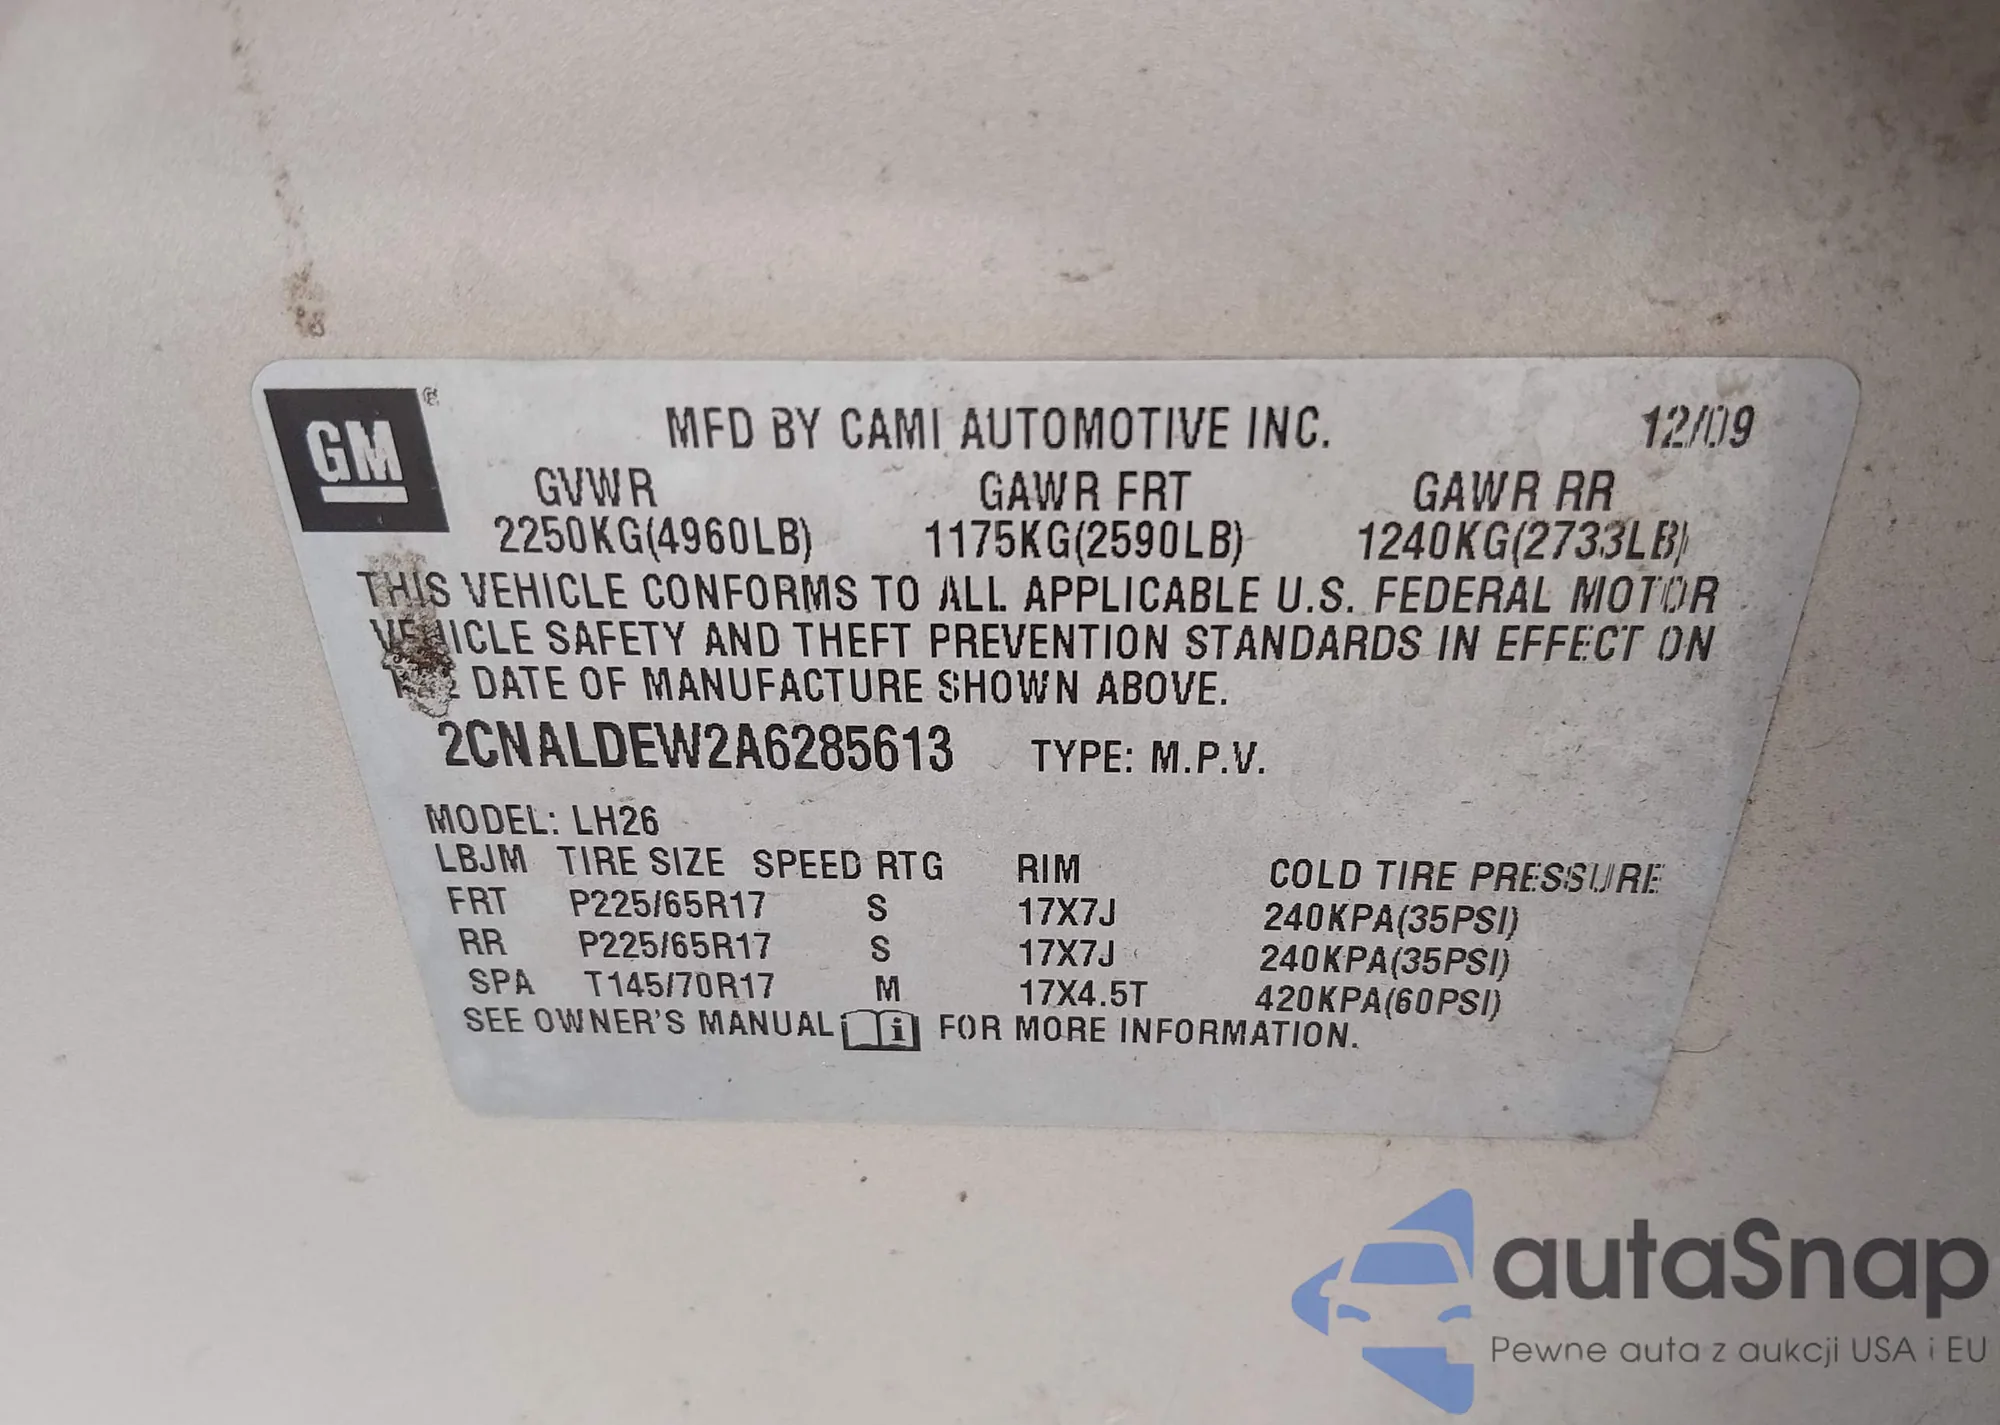 GM ®
MFD BY CAMI AUTOMOTIVE INC. 12/09
GVWR GAWR FRT GAWR RR
2250KG(4960LB) 1175KG(2590LB) 1240KG(2733LB)
THIS VEHICLE CONFORMS TO ALL APPLICABLE U.S. FEDERAL MOTOR
VEHICLE SAFETY AND THEFT PREVENTION STANDARDS IN EFFECT ON
THE DATE OF MANUFACTURE SHOWN ABOVE.
2CNALDEW2A6285613 TYPE: M.P.V.
MODEL: LH26
LBJM TIRE SIZE SPEED RTG RIM COLD TIRE PRESSURE
FRT P225/65R17 S 17X7J 240KPA(35PSI)
RR P225/65R17 S 17X7J 240KPA(35PSI)
SPA T145/70R17 M 17X4.5T 420KPA(60PSI)
SEE OWNER'S MANUAL i FOR MORE INFORMATION.
autaSnap
Pewne auta z aukcji USA i EU